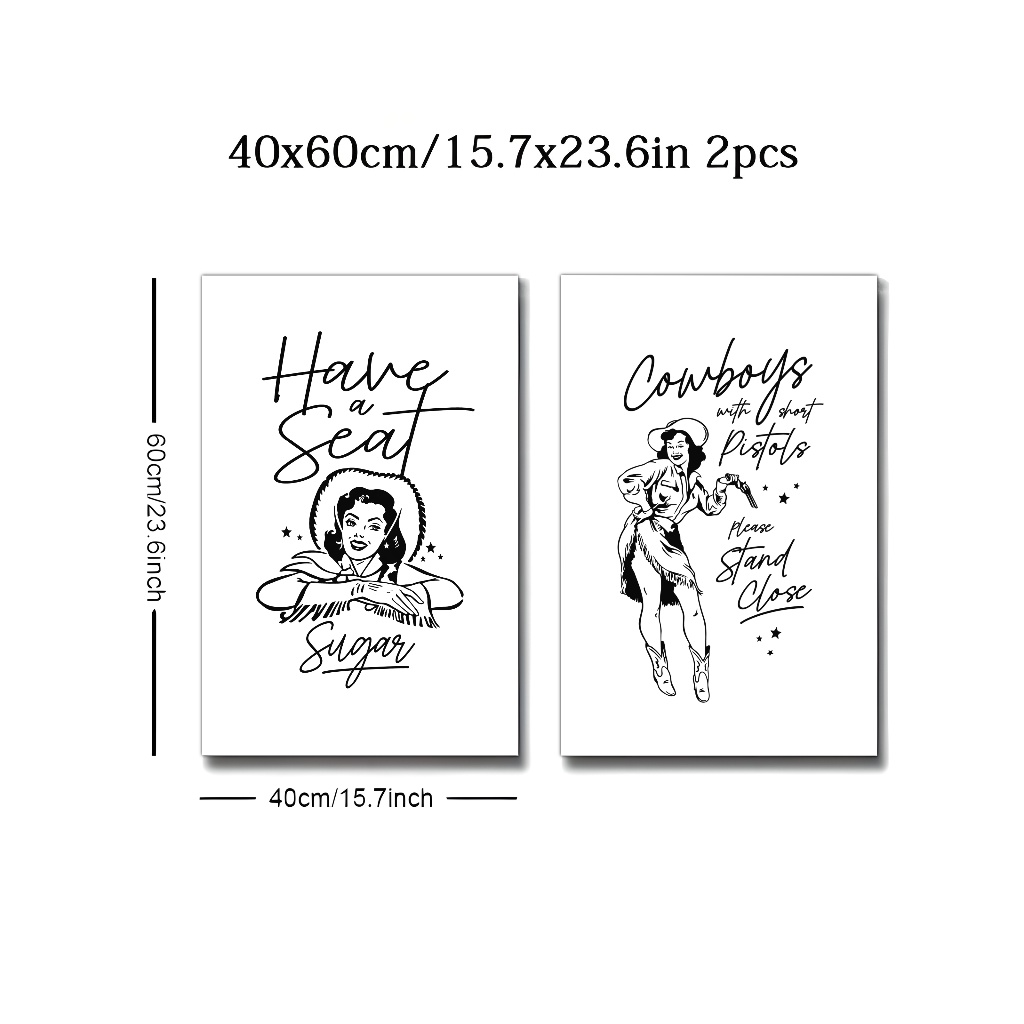 40x60cm/15.7x23.6in 2pcs
60cm/23.6inch
Have
a
Seat
Sugar
Cowboys
with short
Pistols
Please
Stand
Close
40cm/15.7inch